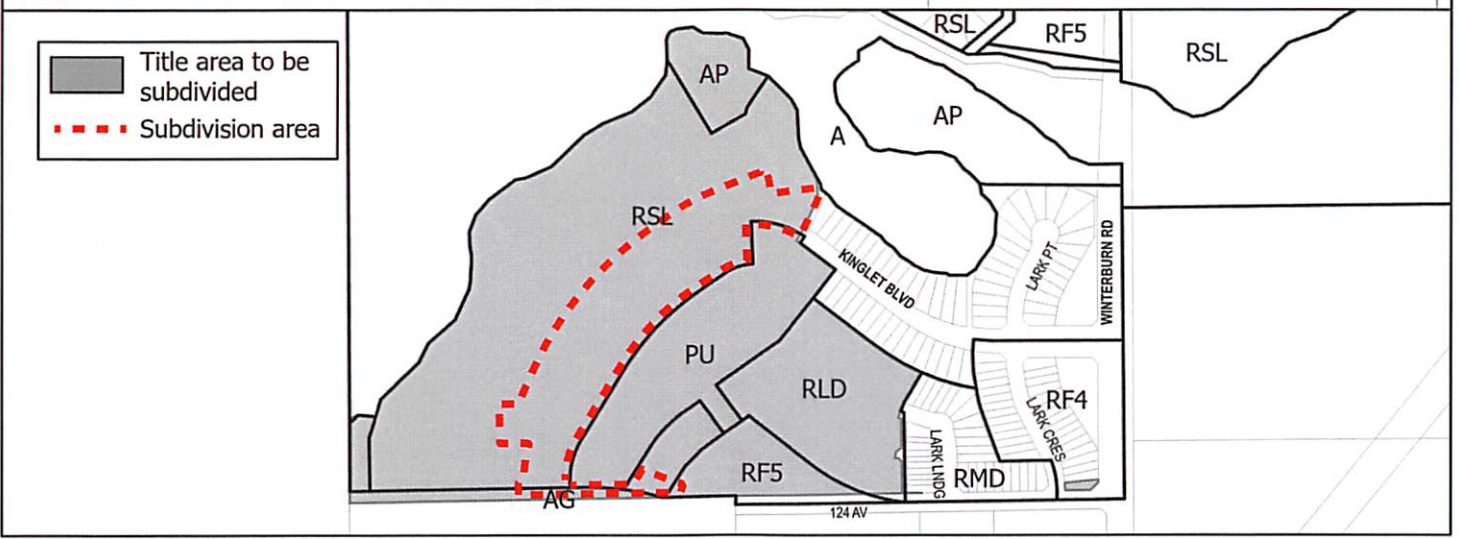 Title area to be
subdivided
Subdivision area
RSL
RF5
RSL
AP
AP
A
RSL
KINGLET BLVD
LARK PT
WINTERBURN RD
PU
RLD
RF4
LARK CRES
LARK LNDG
RF5
RMD
AG
124 AV